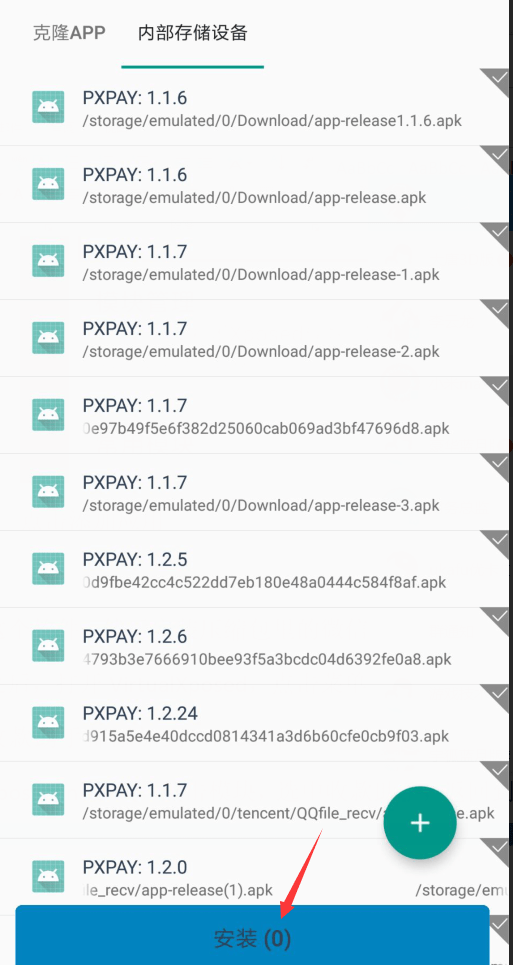 克隆APP 内部存储设备
PXPAY: 1.1.6
/storage/emulated/0/Download/app-release1.1.6.apk
PXPAY: 1.1.6
/storage/emulated/0/Download/app-release.apk
PXPAY: 1.1.7
/storage/emulated/0/Download/app-release-1.apk
PXPAY: 1.1.7
/storage/emulated/0/Download/app-release-2.apk
PXPAY: 1.1.7
0e97b49f5e6f382d25060cab069ad3bf47696d8.apk
PXPAY: 1.1.7
/storage/emulated/0/Download/app-release-3.apk
PXPAY: 1.2.5
0d9fbe42cc4c522dd7eb180e48a0444c584f8af.apk
PXPAY: 1.2.6
4793b3e7666910bee93f5a3bcdc04d6392fe0a8.apk
PXPAY: 1.2.24
d915a5e4e40dccd0814341a3d6b60cfe0cb9f03.apk
PXPAY: 1.1.7
/storage/emulated/0/tencent/QQfile_recv/ e.apk
PXPAY: 1.2.0
le_recv/app-release(1).apk /storage/em
安装 (0)